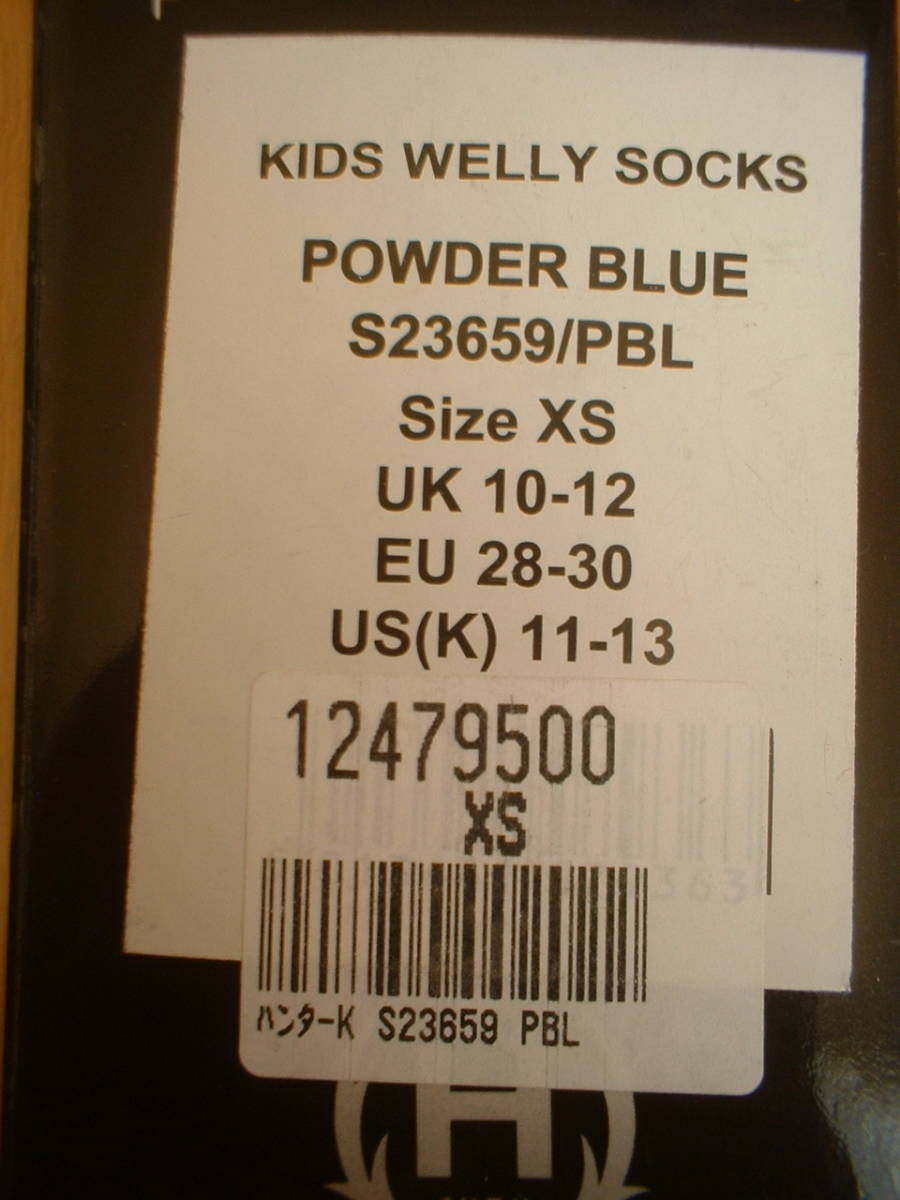 KIDS WELLY SOCKS
POWDER BLUE
S23659/PBL
Size XS
UK 10-12
EU 28-30
US(K) 11-13
12479500
XS
363
ハンターK S23659 PBL
H